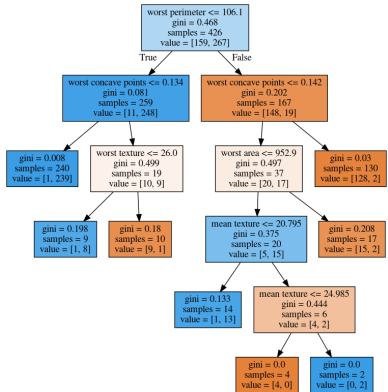 worst perimeter <= 106.1
gini = 0.468
samples = 426
value = [159, 267]
True
False
worst concave points <= 0.134
gini = 0.081
samples = 259
value = [11, 248]
worst concave points <= 0.142
gini = 0.202
samples = 167
value = [148, 19]
gini = 0.008
samples = 240
value = [1, 239]
worst texture <= 26.0
gini = 0.499
samples = 19
value = [10, 9]
worst area <= 952.9
gini = 0.497
samples = 37
value = [20, 17]
gini = 0.03
samples = 130
value = [128, 2]
gini = 0.198
samples = 9
value = [1, 8]
gini = 0.18
samples = 10
value = [9, 1]
mean texture <= 20.795
gini = 0.375
samples = 20
value = [5, 15]
gini = 0.208
samples = 17
value = [15, 2]
gini = 0.133
samples = 14
value = [1, 13]
mean texture <= 24.985
gini = 0.444
samples = 6
value = [4, 2]
gini = 0.0
samples = 4
value = [4, 0]
gini = 0.0
samples = 2
value = [0, 2]